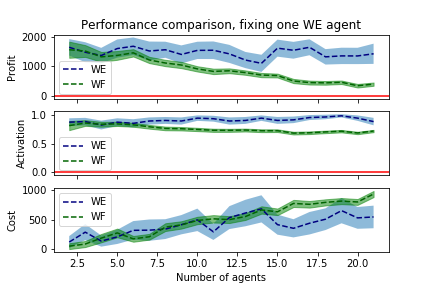 Performance comparison, fixing one WE agent
2000
1000
0
Profit
WE
WF
1.0
0.5
0.0
Activation
WE
WF
1000
500
0
Cost
WE
WF
2.5 5.0 7.5 10.0 12.5 15.0 17.5 20.0
Number of agents